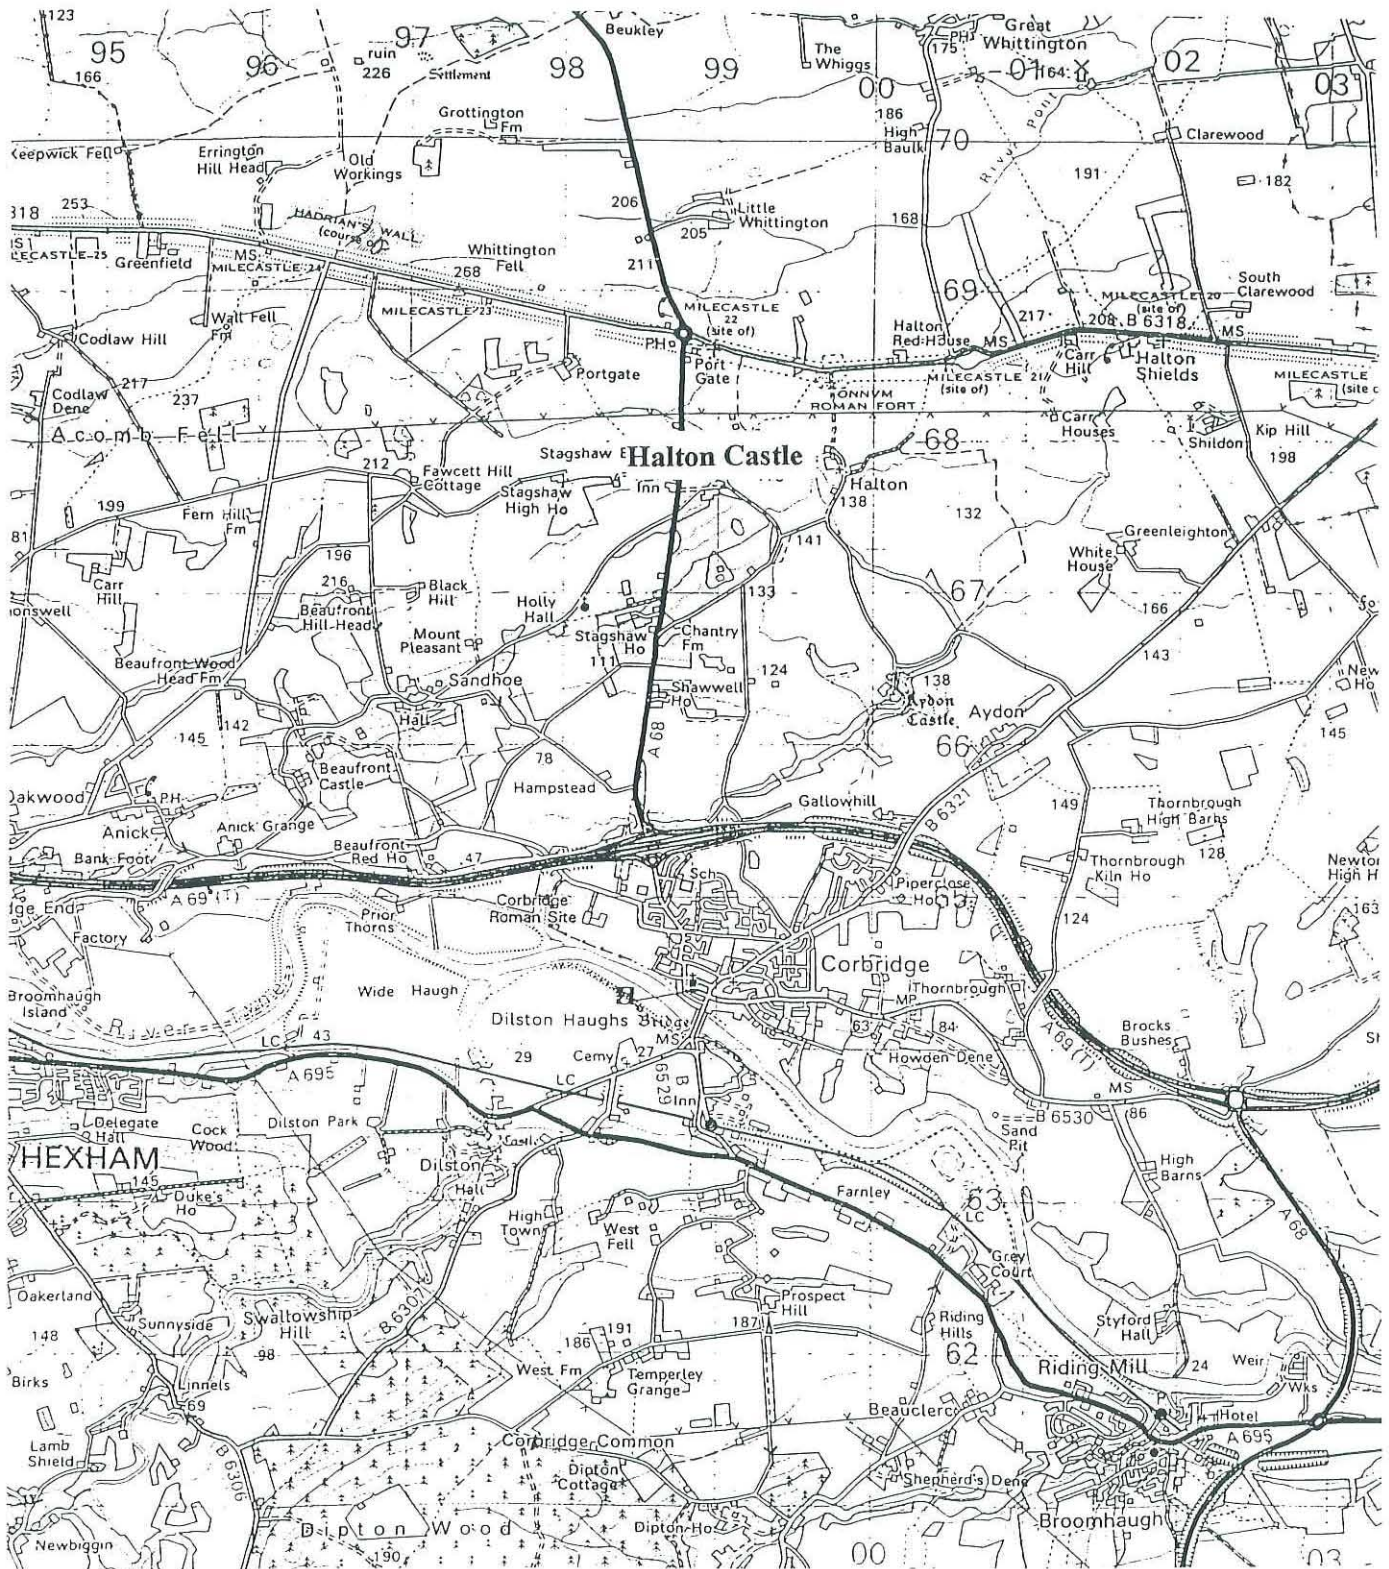 123
95
96
97
98
99
00
01
02
03
166
ruin
226
Settlement
Beukley
The
Whiggs
175
PH
Great
Whittington
164
Grottington
Fm
186
High
Baulk
70
River Pont
Clarewood
Keepwick Fell
Errington
Hill Head
Old
Workings
191
182
253
318
HADRIAN'S WALL
(course of)
206
Little
Whittington
205
168
MILECASTLE 25
Greenfield
MS
MILECASTLE 24
268
Whittington
Fell
211
69
South
Clarewood
MILECASTLE 23
MILECASTLE
22
(site of)
217
208
MILECASTLE 20
(site of)
B 6318
MS
Codlaw Hill
Wall Fell
Fm
PH
Port
Gate
Halton
Red House
MS
Carr
Hill
Halton
Shields
Portgate
MILECASTLE 21
(site of)
MILECASTLE
217
Codlaw
Dene
237
ONNVM
ROMAN FORT
Carr
Houses
Shildon
Kip Hill
198
Acomb Fell
68
Halton Castle
212
Fawcett Hill
Cottage
Stagshaw
Inn
Stagshaw
High Ho
Halton
138
199
Fern Hill
Fm
132
Greenleighton
81
196
141
White
House
Carr
Hill
216
Beaufront
Hill-Head
Black
Hill
Holly
Hall
133
67
166
Mount
Pleasant
Stagshaw
Ho
Chantry
Fm
143
Beaufront Wood
Head Fm
111
124
Sandhoe
Shawwell
Ho
138
Aydon
Castle
Aydon
New
Ho
Hall
142
145
A 68
66
145
78
Beaufront
Castle
Hampstead
Oakwood
PH
Gallowhill
B 6321
149
Thornbrough
High Barns
Anick
Anick Grange
128
Bank Foot
Beaufront
Red Ho
47
Sch
Thornbrough
Kiln Ho
Newton
High H
A 69 (T)
Corbridge
Roman Site
Piperclose
Ho
124
163
Prior
Thorns
Factory
Corbridge
Wide Haugh
Thornbrough
Broomhaugh
Island
River
Dilston Haughs
Bridge
MP
MS
63
84
A 69 (T)
Brocks
Bushes
LC
43
29
Cemy
27
Howden Dene
A 695
LC
B 6529
Inn
MS
86
B 6530
Delegate
Hall
Cock
Wood
Dilston Park
Castle
Sand
Pit
HEXHAM
145
Dilston
Hall
High
Barns
Duke's
Ho
High
Town
West
Fell
Farnley
63
LC
A 68
Grey
Court
B 6307
Oakerland
Sunnyside
Swallowship
Hill
Prospect
Hill
187
Riding
Hills
Styford
Hall
148
98
186
191
62
Riding Mill
24
Weir
Birks
Linnels
69
West Fm
Temperley
Grange
Wks
Beauclerc
Hotel
A 695
Lamb
Shield
B 6306
Corbridge Common
Dipton
Cottage
Shepherd's Dene
Newbiggin
Dipton Wood
Dipton Ho
Broomhaugh
190
00
03